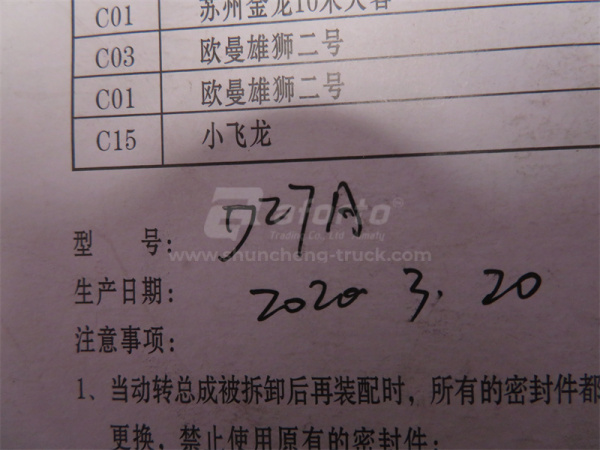 C01 苏州金龙10米大客
C03 欧曼雄狮二号
C01 欧曼雄狮二号
C15 小飞龙
型 号: D27A
www.shuncheng-truck.com
生产日期: 2020.3.20
注意事项:
1、当动转总成被拆卸后再装配时，所有的密封件都
更换，禁止使用原有的密封件;